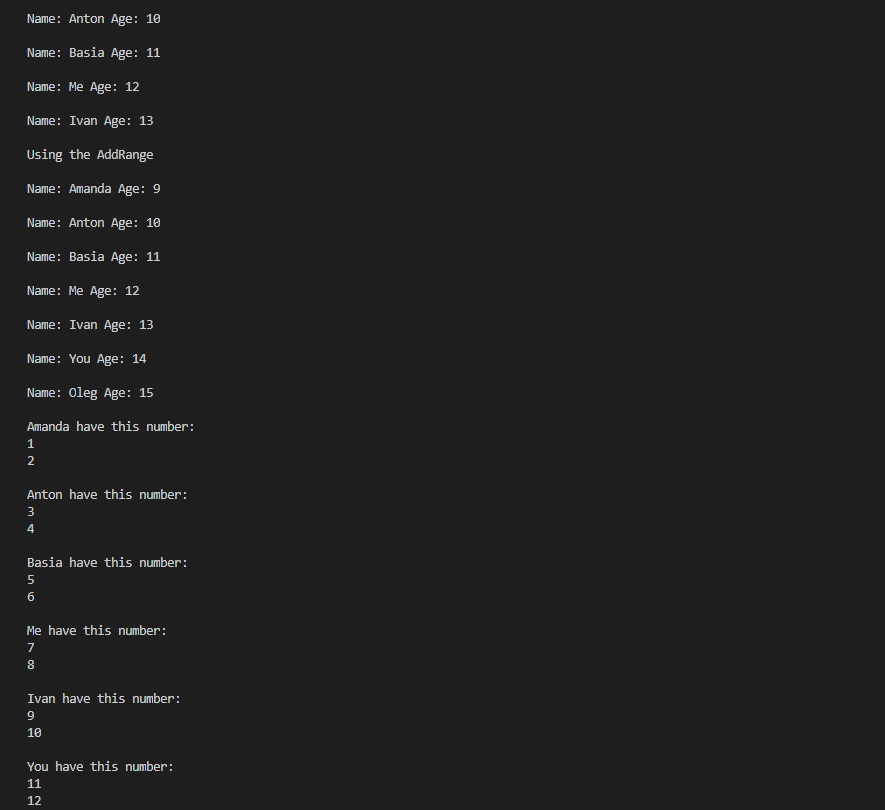 Name: Anton Age: 10
Name: Basia Age: 11
Name: Me Age: 12
Name: Ivan Age: 13
Using the AddRange
Name: Amanda Age: 9
Name: Anton Age: 10
Name: Basia Age: 11
Name: Me Age: 12
Name: Ivan Age: 13
Name: You Age: 14
Name: Oleg Age: 15
Amanda have this number:
1
2
Anton have this number:
3
4
Basia have this number:
5
6
Me have this number:
7
8
Ivan have this number:
9
10
You have this number:
11
12